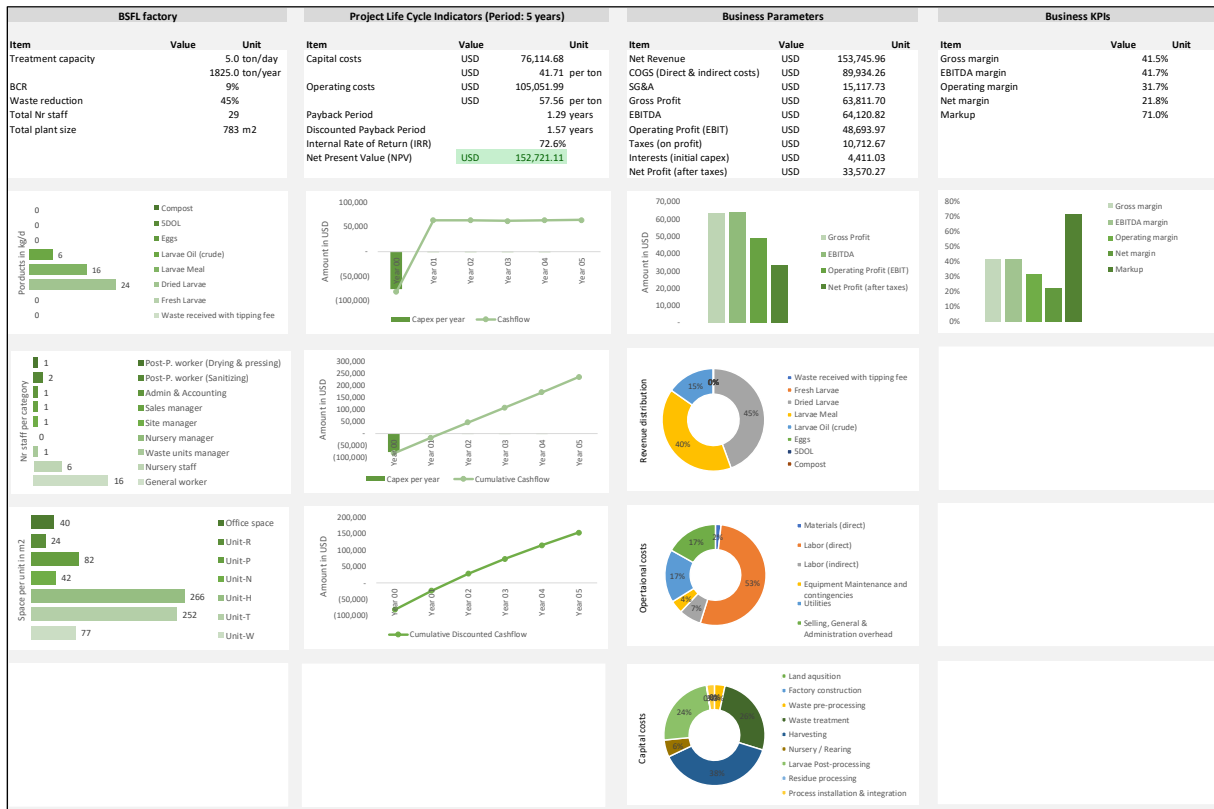 BSFL factory
Item Value Unit
Treatment capacity 5.0 ton/day
1825.0 ton/year
BCR 9%
Waste reduction 45%
Total Nr staff 29
Total plant size 783 m2
Project Life Cycle Indicators (Period: 5 years)
Item Value Unit
Capital costs USD 76,114.68
USD 41.71 per ton
Operating costs 105,051.99
USD 57.56 per ton
Payback Period 1.29 years
Discounted Payback Period 1.57 years
Internal Rate of Return (IRR) 72.6%
Net Present Value (NPV) USD 152,721.11
Business Parameters
Item Value Unit
Net Revenue USD 153,745.96
COGS (Direct & indirect costs) USD 89,934.26
SG&A USD 15,117.73
Gross Profit USD 63,811.70
EBITDA USD 64,120.82
Operating Profit (EBIT) USD 48,693.97
Taxes (on profit) USD 10,712.67
Interests (initial capex) USD 4,411.03
Net Profit (after taxes) USD 33,570.27
Business KPIs
Item Value Unit
Gross margin 41.5%
EBITDA margin 41.7%
Operating margin 31.7%
Net margin 21.8%
Markup 71.0%
Porducts in kg/d
0
0
0
6
16
24
0
0
Compost
5DOL
Eggs
Larvae Oil (crude)
Larvae Meal
Dried Larvae
Fresh Larvae
Waste received with tipping fee
Amount in USD
100,000
50,000
-
(50,000)
(100,000)
Year 00
Year 01
Year 02
Year 03
Year 04
Year 05
Capex per year
Cashflow
Amount in USD
70,000
60,000
50,000
40,000
30,000
20,000
10,000
-
Gross Profit
EBITDA
Operating Profit (EBIT)
Net Profit (after taxes)
80%
70%
60%
50%
40%
30%
20%
10%
0%
Gross margin
EBITDA margin
Operating margin
Net margin
Markup
Nr staff per category
1
2
1
1
1
0
1
6
16
Post-P. worker (Drying & pressing)
Post-P. worker (Sanitizing)
Admin & Accounting
Sales manager
Site manager
Nursery manager
Waste units manager
Nursery staff
General worker
Amount in USD
300,000
250,000
200,000
150,000
100,000
50,000
-
(50,000)
(100,000)
Year 00
Year 01
Year 02
Year 03
Year 04
Year 05
Capex per year
Cumulative Cashflow
Revenue distribution
15%
0%
45%
40%
Waste received with tipping fee
Fresh Larvae
Dried Larvae
Larvae Meal
Larvae Oil (crude)
Eggs
5DOL
Compost
Space per unit in m2
40
24
82
42
266
252
77
Office space
Unit-R
Unit-P
Unit-N
Unit-H
Unit-T
Unit-W
Amount in USD
200,000
150,000
100,000
50,000
-
(50,000)
(100,000)
Year 00
Year 01
Year 02
Year 03
Year 04
Year 05
Cumulative Discounted Cashflow
Opertaional costs
17%
2%
53%
7%
4%
17%
Materials (direct)
Labor (direct)
Labor (indirect)
Equipment Maintenance and
contingencies
Utilities
Selling, General &
Administration overhead
Capital costs
24%
6%
Land aqusition
Factory construction
Waste pre-processing
Waste treatment
Harvesting
Nursery / Rearing
Larvae Post-processing
Residue processing
Process installation & integration